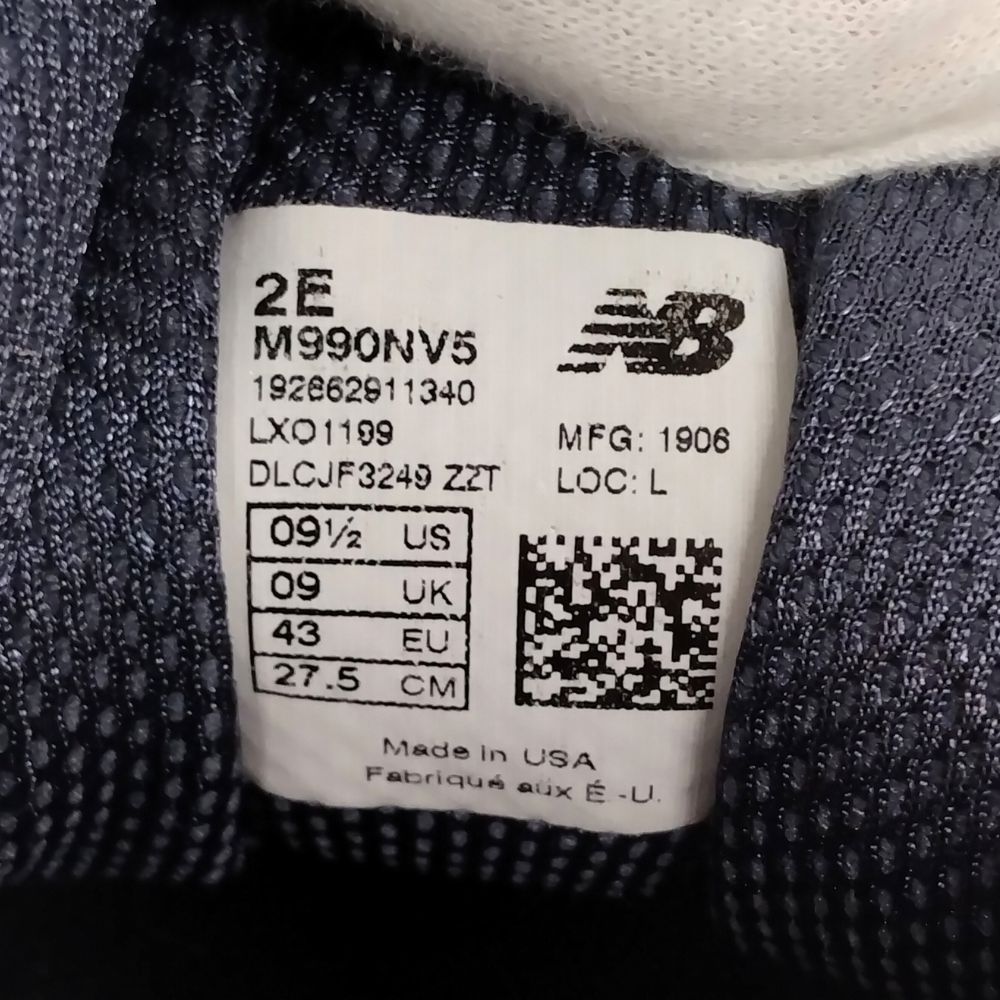 2E
M990NV5
NB
192662911340
LXO1199
MFG: 1906
DLCJF3249 ZZT
LOC: L
09½ US
09 UK
43 EU
27.5 CM
Made in USA
Fabriqué aux É.-U.